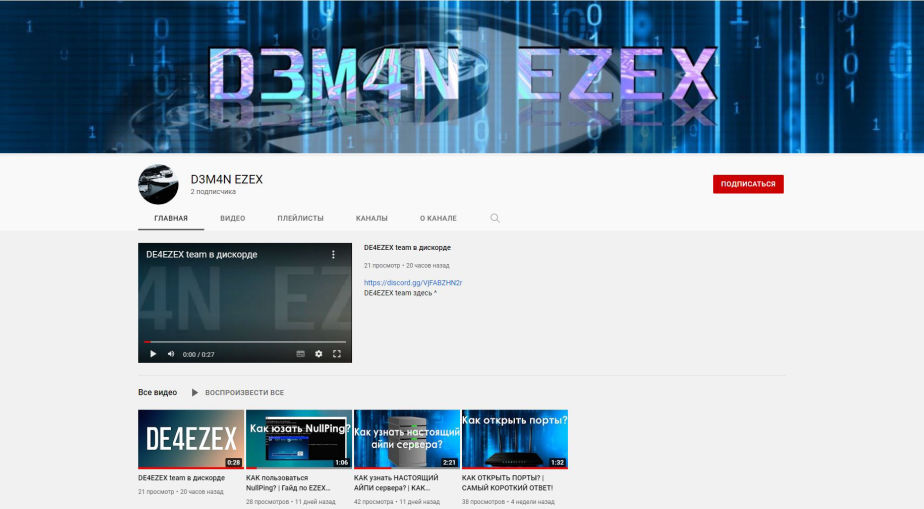 D3M4N EZEX
D3M4N EZEX
2 подписчика
ПОДПИСАТЬСЯ
ГЛАВНАЯ ВИДЕО ПЛЕЙЛИСТЫ КАНАЛЫ О КАНАЛЕ
DE4EZEX team в дискорде
0:00 / 0:27
DE4EZEX team в дискорде
21 просмотр • 20 часов назад
https://discord.gg/VjFABZHN2r
DE4EZEX team здесь ^
Все видео ВОСПРОИЗВЕСТИ ВСЕ
DE4EZEX
0:28
DE4EZEX team в дискорде
21 просмотр • 20 часов назад
Как юзать NullPing?
1:06
КАК пользоваться
NullPing? | Гайд по EZEX...
28 просмотров • 11 дней назад
Как узнать настоящий
айпи сервера?
2:21
КАК узнать НАСТОЯЩИЙ
АЙПИ сервера? | КАК...
42 просмотра • 11 дней назад
Как открыть порты?
1:32
КАК ОТКРЫТЬ ПОРТЫ? |
САМЫЙ КОРОТКИЙ ОТВЕТ!
38 просмотров • 4 недели назад